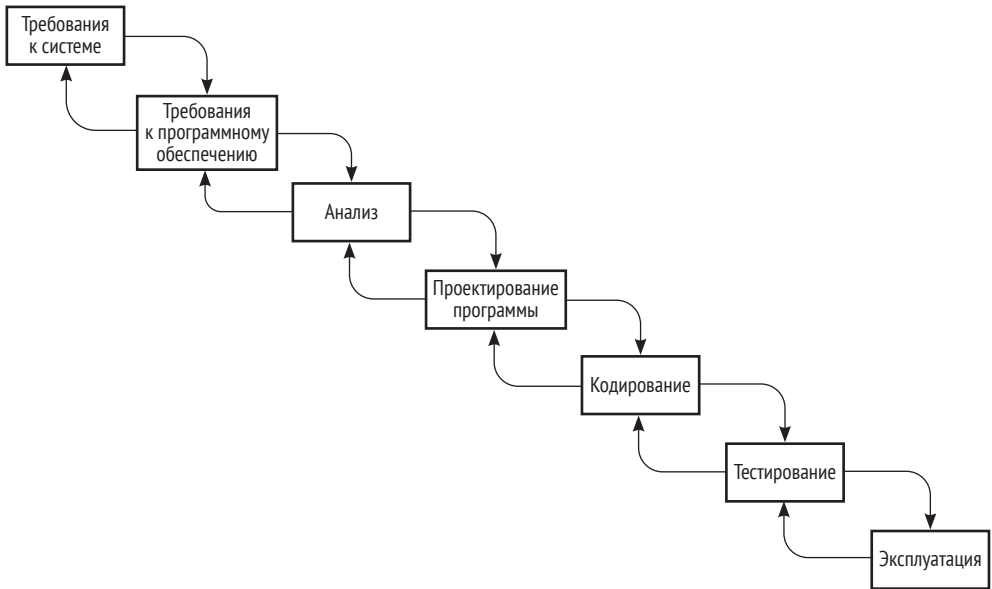 Требования
к системе
Требования
к программному
обеспечению
Анализ
Проектирование
программы
Кодирование
Тестирование
Эксплуатация